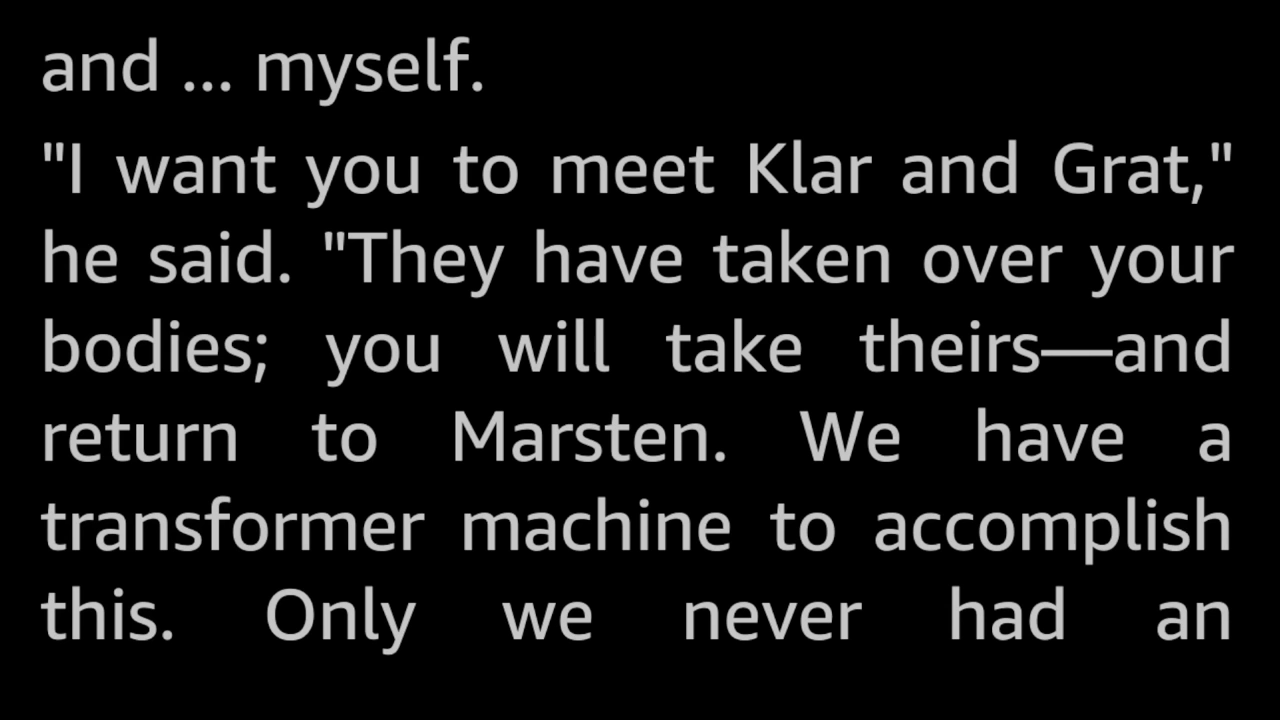 and ... myself.
"I want you to meet Klar and Grat,"
he said. "They have taken over your
bodies; you will take theirs—and
return to Marsten. We have a
transformer machine to accomplish
this. Only we never had an